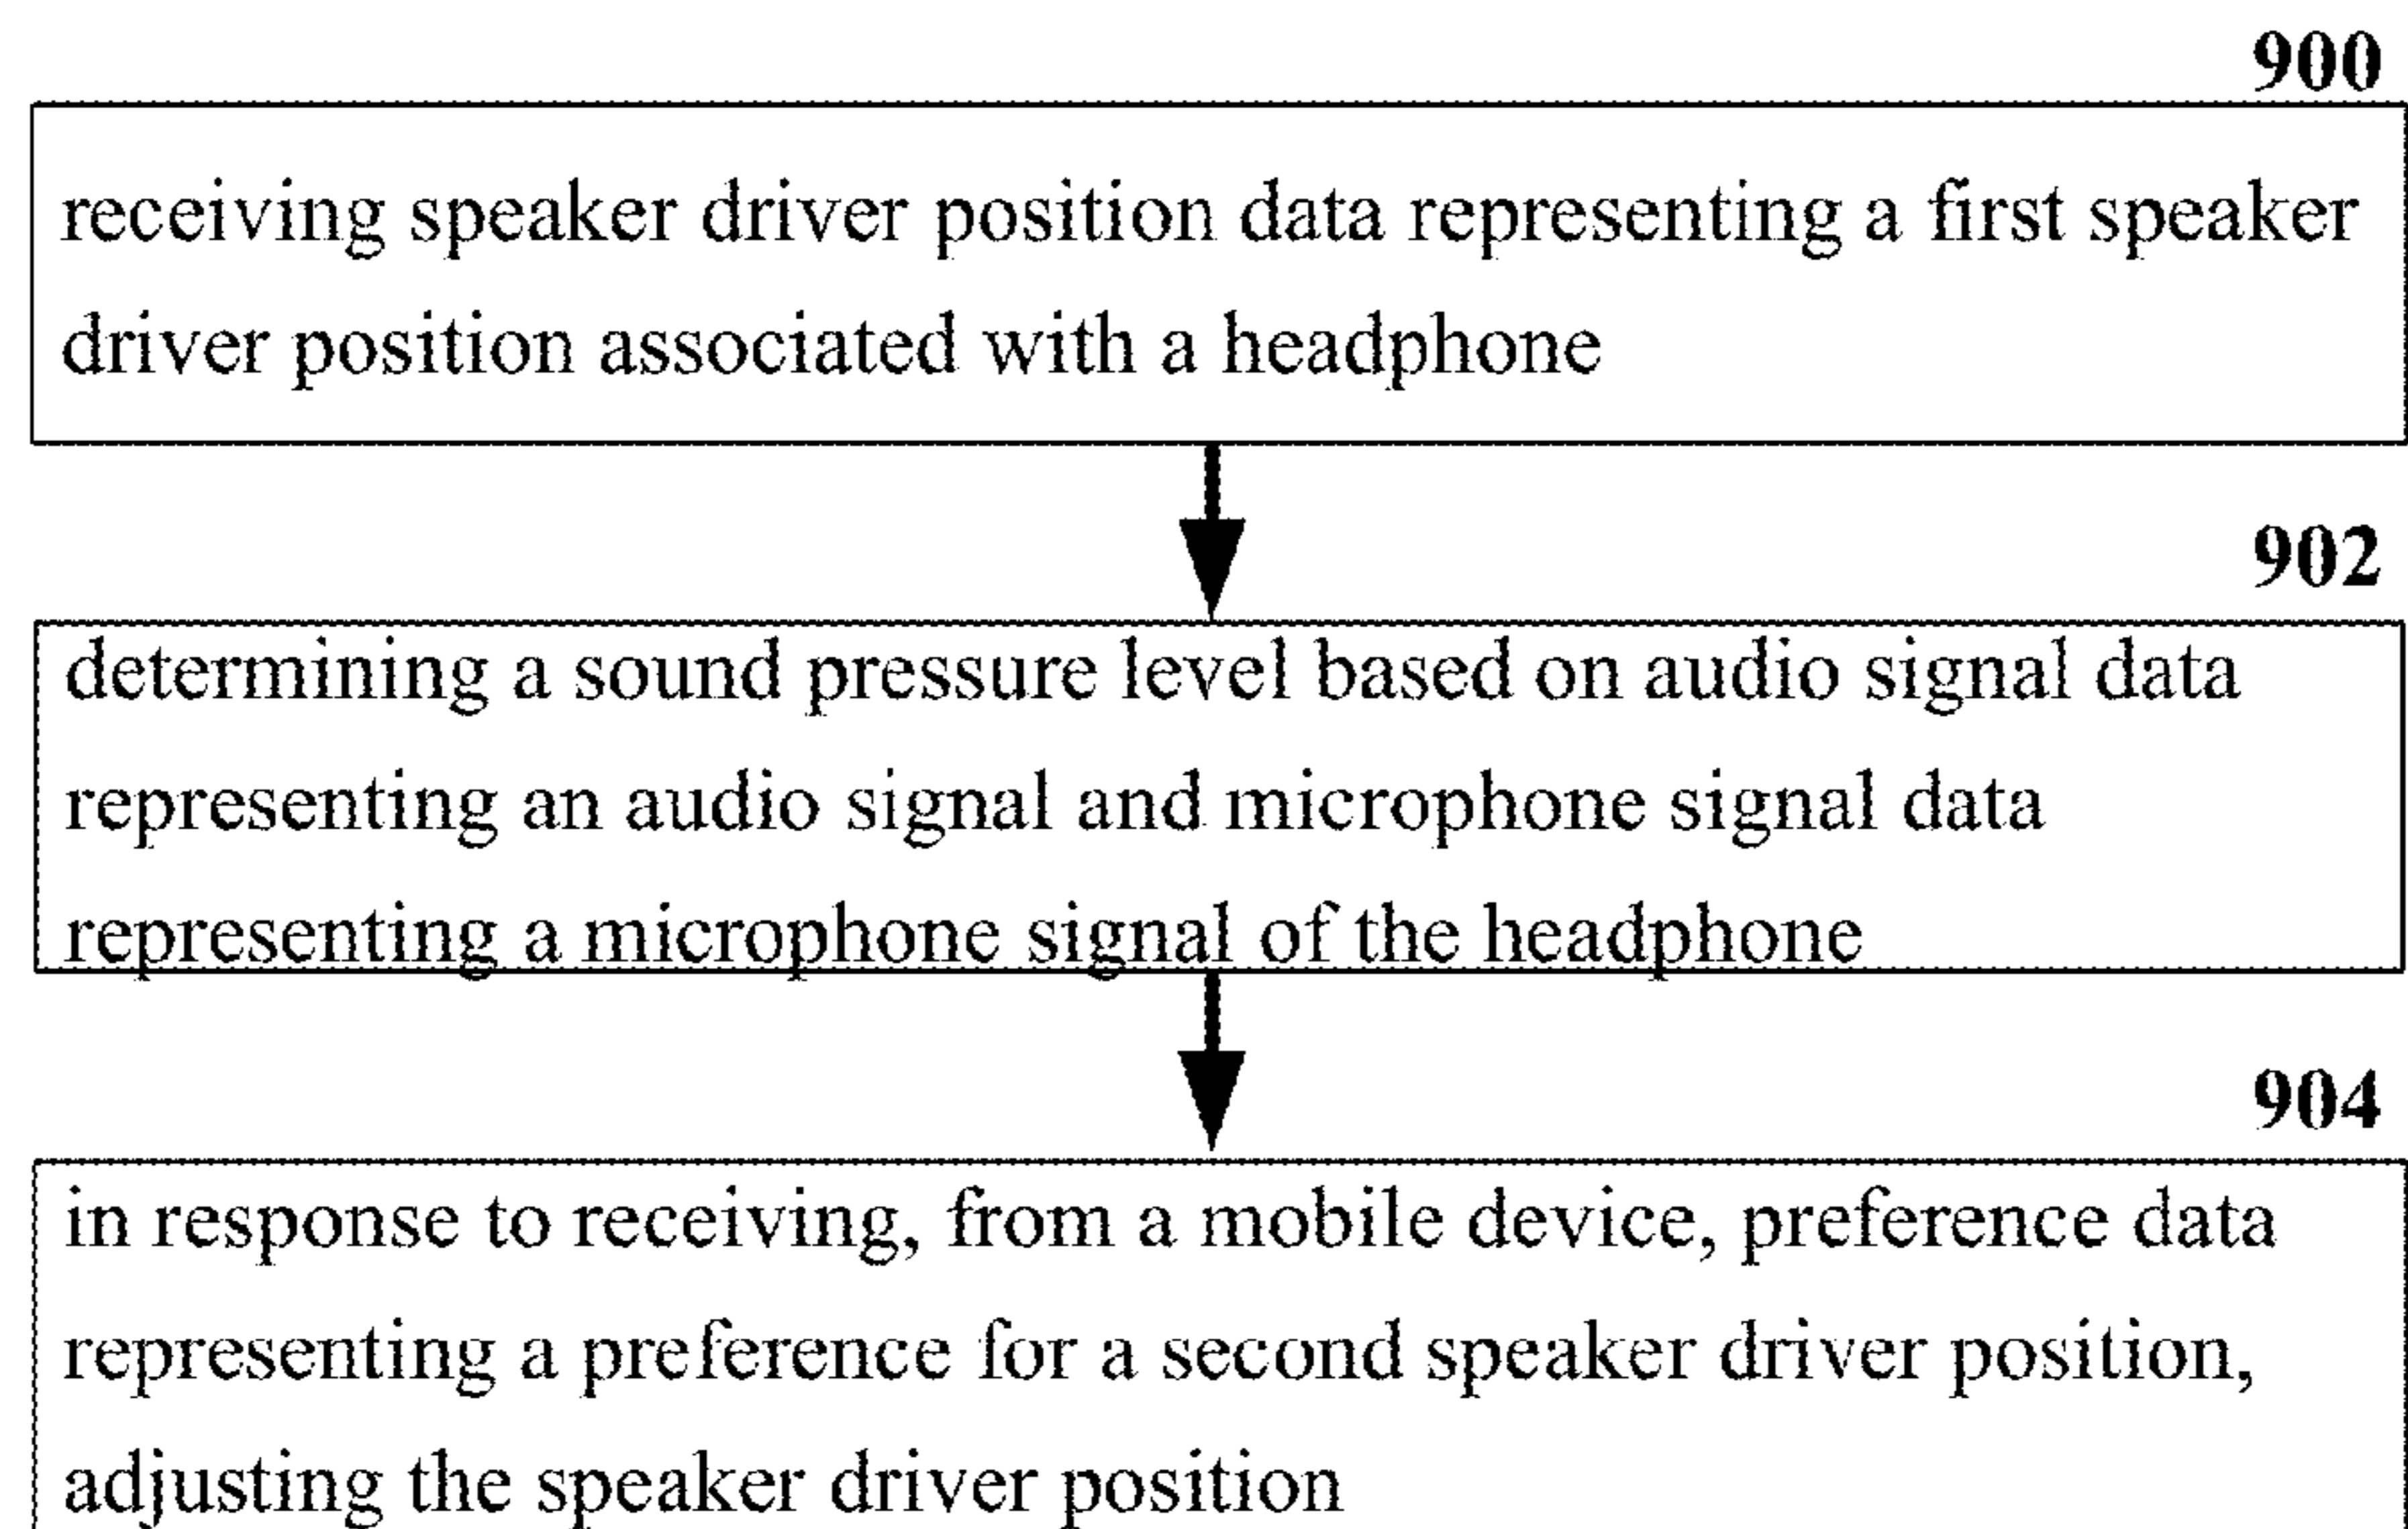 900
receiving speaker driver position data representing a first speaker
driver position associated with a headphone
902
determining a sound pressure level based on audio signal data
representing an audio signal and microphone signal data
representing a microphone signal of the headphone
904
in response to receiving, from a mobile device, preference data
representing a preference for a second speaker driver position,
adjusting the speaker driver position